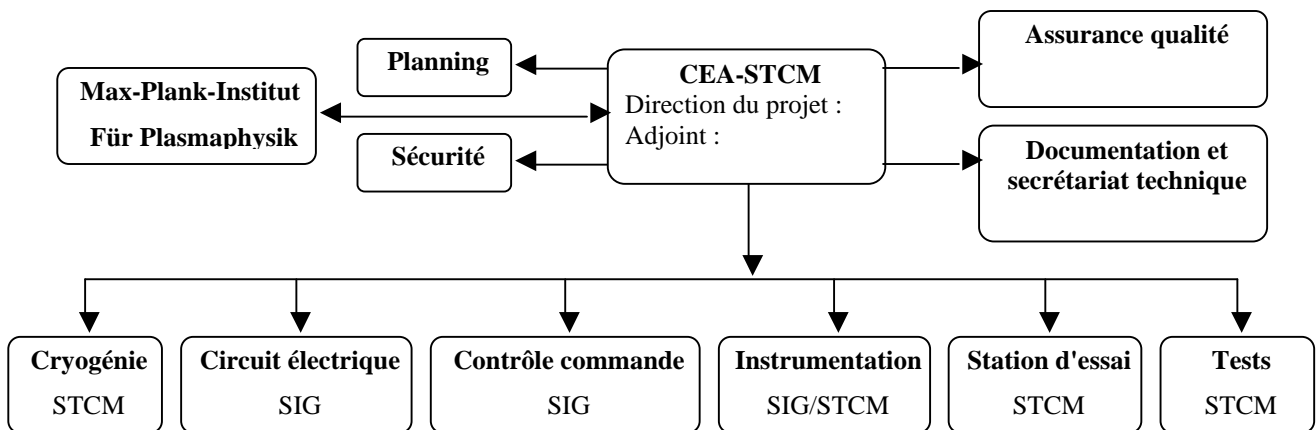 Max-Plank-Institut
Für Plasmaphysik
Planning
Sécurité
CEA-STCM
Direction du projet :
Adjoint :
Assurance qualité
Documentation et
secrétariat technique
Cryogénie
STCM
Circuit électrique
SIG
Contrôle commande
SIG
Instrumentation
SIG/STCM
Station d'essai
STCM
Tests
STCM